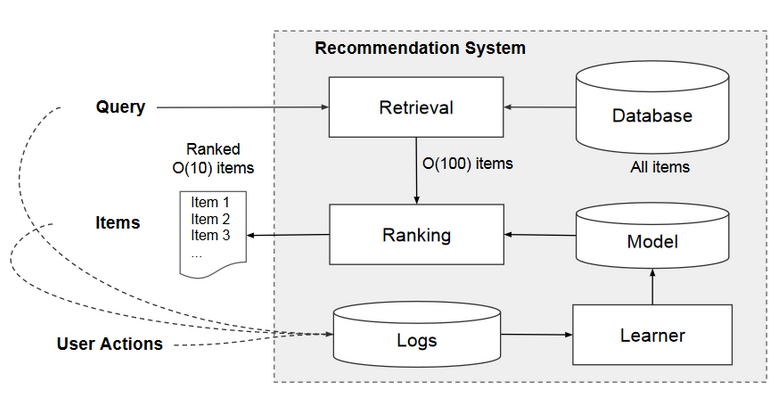 Recommendation System
Query
Retrieval
Database
Ranked
O(10) items
O(100) items
All items
Item 1
Item 2
Item 3
...
Items
Ranking
Model
User Actions
Logs
Learner